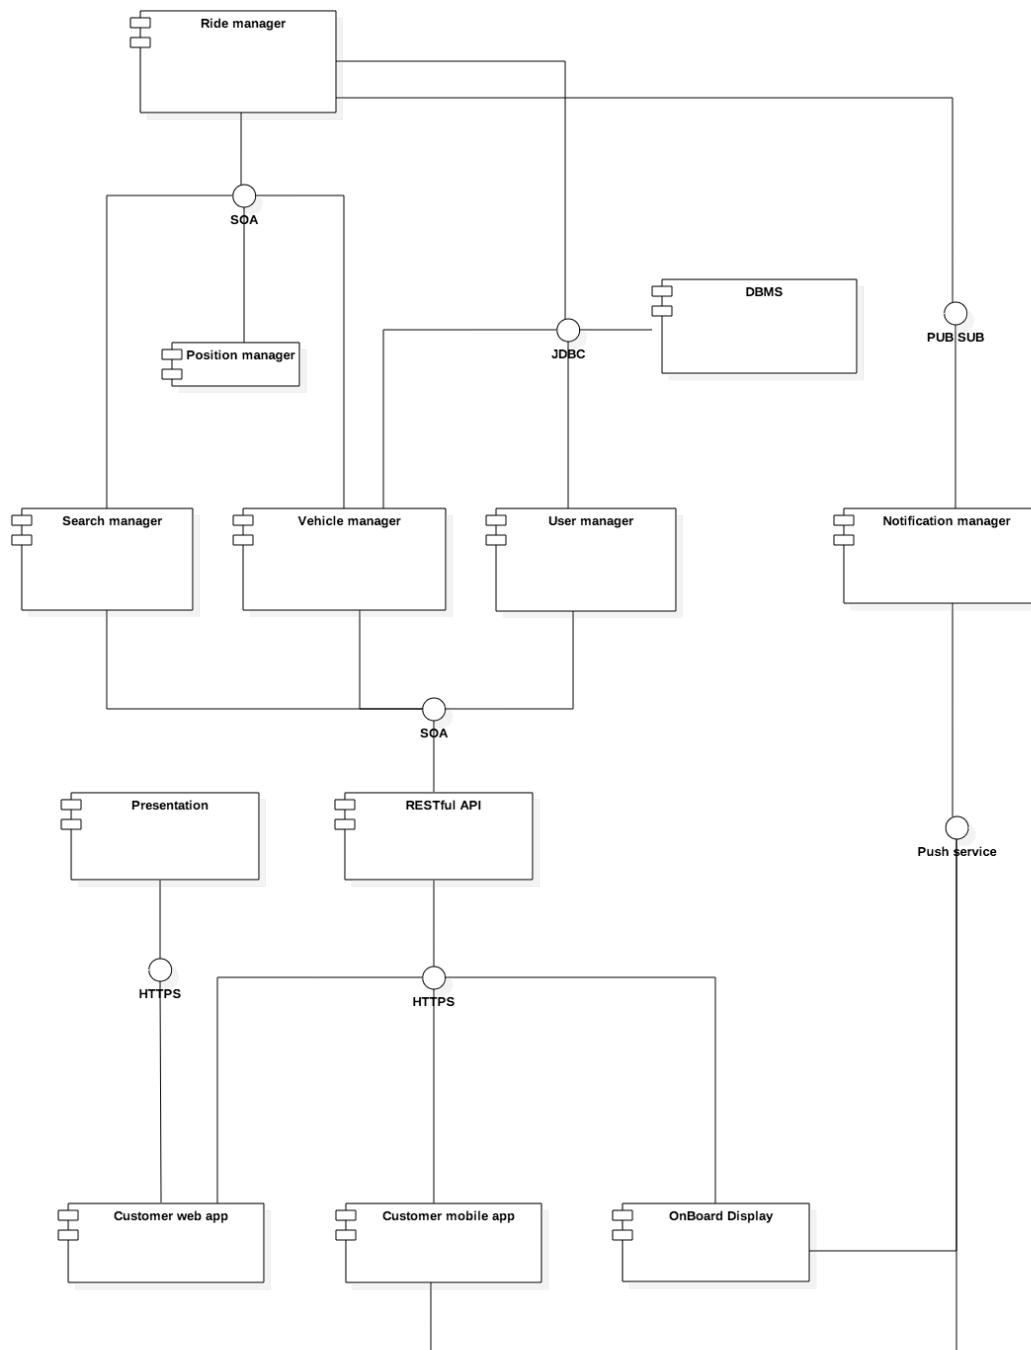 Ride manager
SOA
DBMS
PUB SUB
Position manager
JDBC
Search manager
Vehicle manager
User manager
Notification manager
SOA
Presentation
RESTful API
Push service
HTTPS
HTTPS
Customer web app
Customer mobile app
OnBoard Display